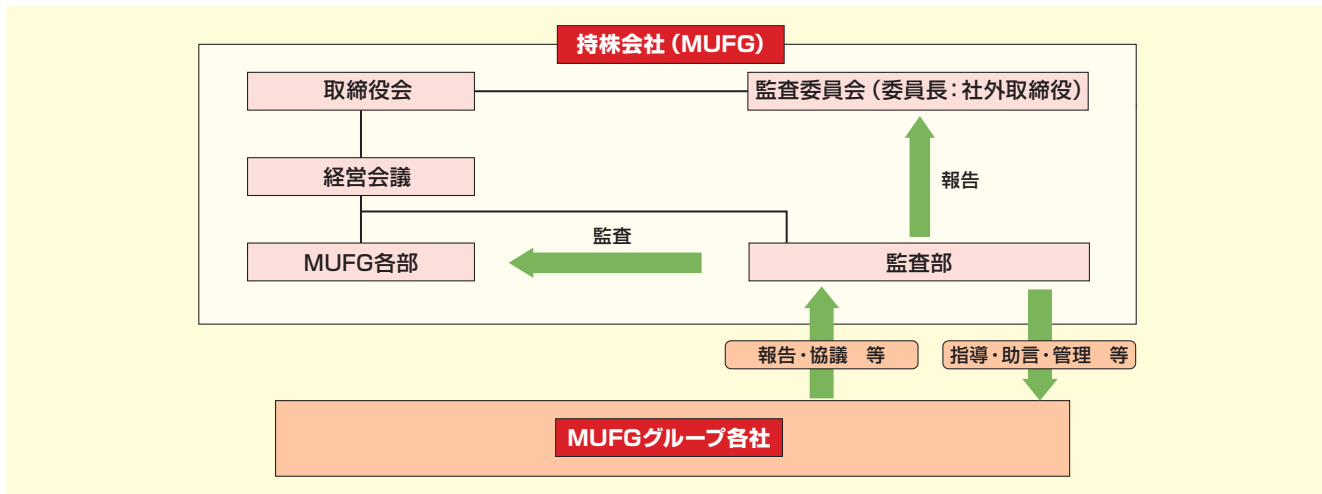 持株会社（MUFG）
取締役会
監査委員会（委員長：社外取締役）
経営会議
報告
監査
MUFG各部
監査部
報告・協議　等
指導・助言・管理　等
MUFGグループ各社